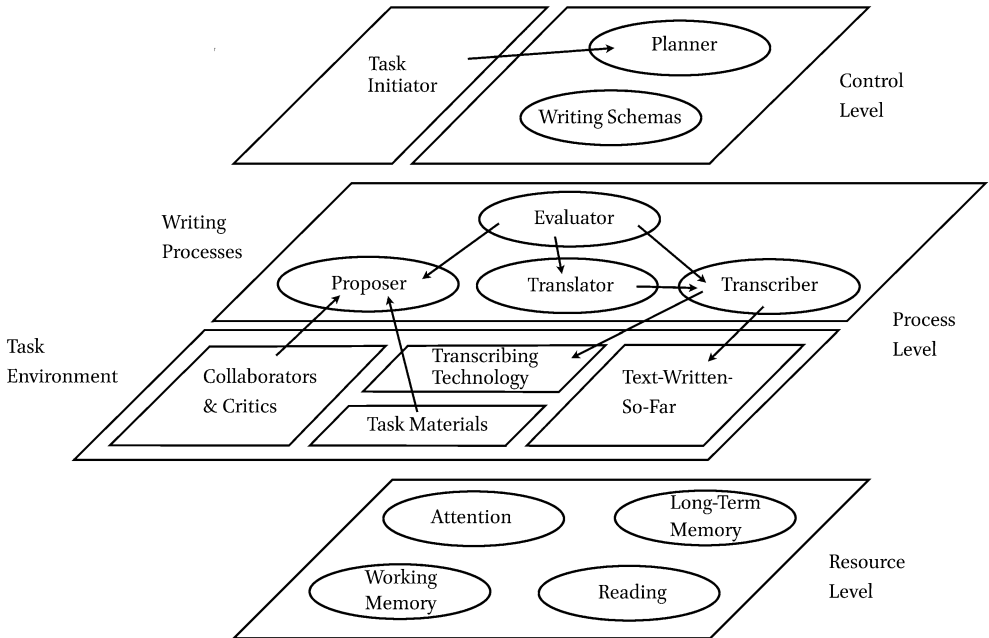 Planner
Task
Initiator
Control
Level
Writing Schemas
Writing
Processes
Evaluator
Proposer
Translator
Transcriber
Process
Level
Task
Environment
Collaborators
& Critics
Transcribing
Technology
Text-Written-
So-Far
Task Materials
Attention
Long-Term
Memory
Working
Memory
Reading
Resource
Level